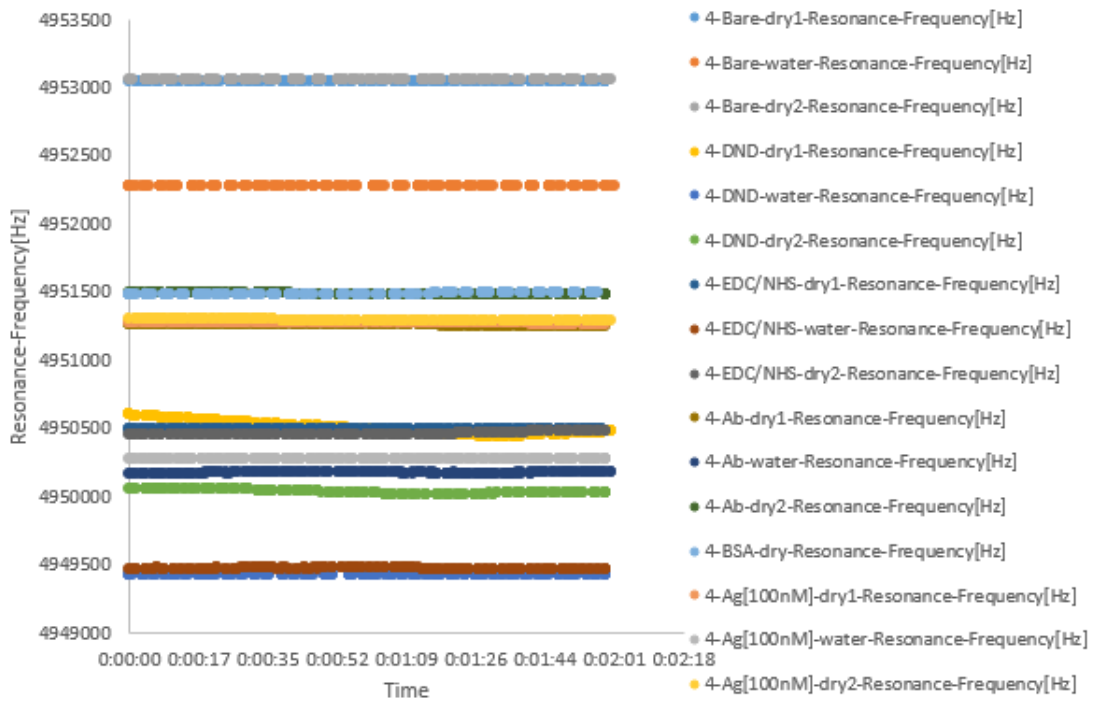 4953500
4953000
4952500
4952000
4951500
4951000
4950500
4950000
4949500
4949000
Resonance-Frequency[Hz]
0:00:00 0:00:17 0:00:35 0:00:52 0:01:09 0:01:26 0:01:44 0:02:01 0:02:18
Time
4-Bare-dry1-Resonance-Frequency[Hz]
4-Bare-water-Resonance-Frequency[Hz]
4-Bare-dry2-Resonance-Frequency[Hz]
4-DND-dry1-Resonance-Frequency[Hz]
4-DND-water-Resonance-Frequency[Hz]
4-DND-dry2-Resonance-Frequency[Hz]
4-EDC/NHS-dry1-Resonance-Frequency[Hz]
4-EDC/NHS-water-Resonance-Frequency[Hz]
4-EDC/NHS-dry2-Resonance-Frequency[Hz]
4-Ab-dry1-Resonance-Frequency[Hz]
4-Ab-water-Resonance-Frequency[Hz]
4-Ab-dry2-Resonance-Frequency[Hz]
4-BSA-dry-Resonance-Frequency[Hz]
4-Ag[100nM]-dry1-Resonance-Frequency[Hz]
4-Ag[100nM]-water-Resonance-Frequency[Hz]
4-Ag[100nM]-dry2-Resonance-Frequency[Hz]